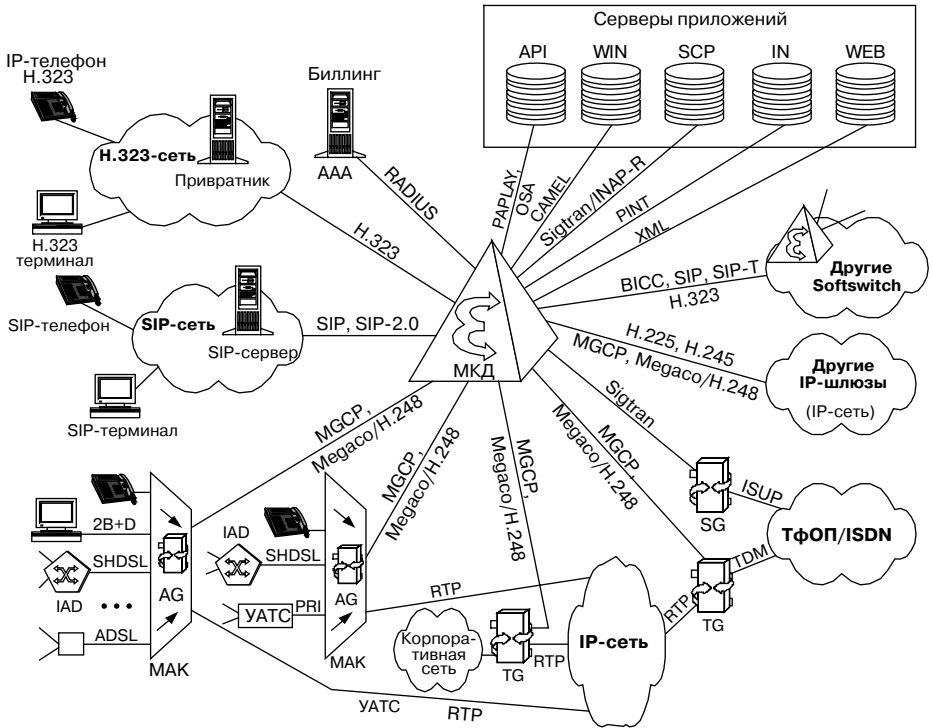 Серверы приложений
API
WIN
SCP
IN
WEB
IP-телефон
H.323
Биллинг
H.323-сеть
Привратник
AAA
H.323
терминал
RADIUS
H.323
PAPLAY,
OSA
CAMEL
Sigtran/INAP-R
PINT
XML
BICC, SIP, SIP-T
H.323
Другие
Softswitch
SIP-телефон
SIP-сеть
SIP-сервер
SIP, SIP-2.0
МКД
H.225, H.245
MGCP, Megaco/H.248
Другие
IP-шлюзы
(IP-сеть)
SIP-терминал
MGCP,
Megaco/H.248
MGCP,
Megaco/H.248
MGCP,
Megaco/H.248
MGCP,
Megaco/H.248
Sigtran
SG
ISUP
ТфОП/ISDN
2B+D
SHDSL
IAD
AG
ADSL
МАК
IAD
SHDSL
AG
УАТС
PRI
МАК
RTP
Корпора-
тивная
сеть
TG
RTP
IP-сеть
RTP
TG
TDM
УАТС
RTP